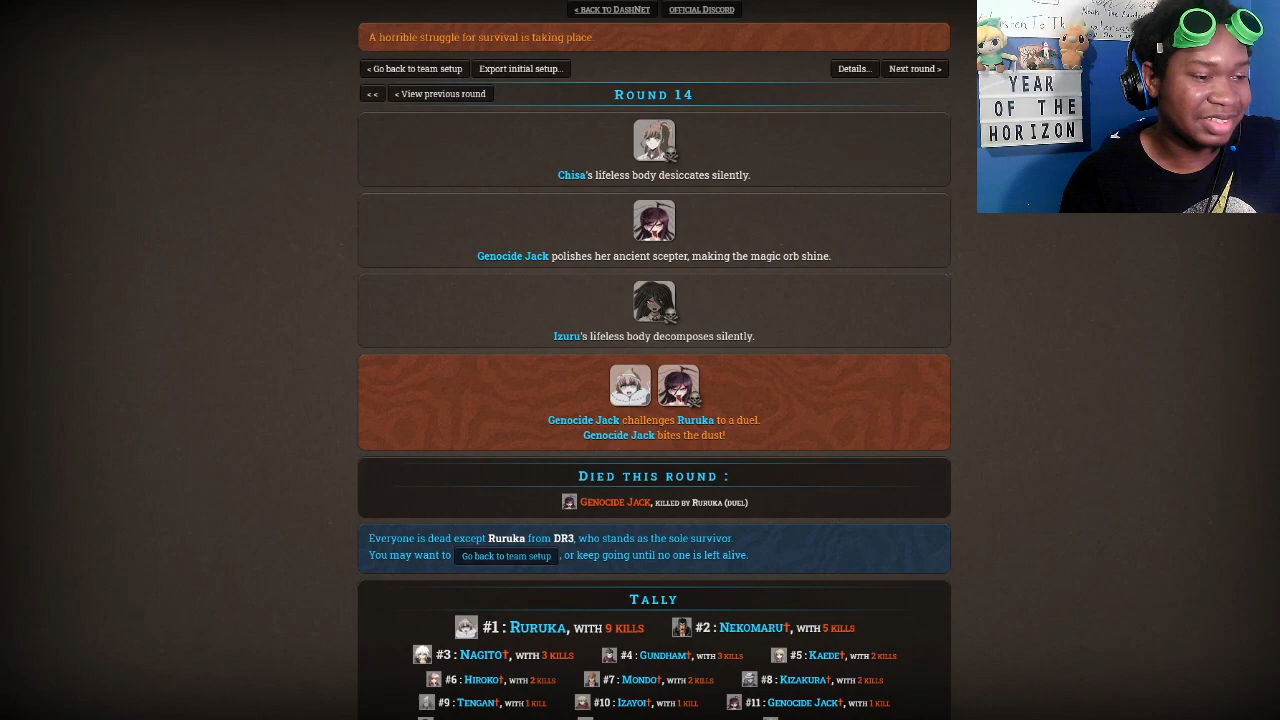 < BACK TO DASHNET
OFFICIAL DISCORD
A horrible struggle for survival is taking place.
< Go back to team setup
Export initial setup...
Details...
Next round >
<<
< View previous round
ROUND 14
Chisa's lifeless body desiccates silently.
Genocide Jack polishes her ancient scepter, making the magic orb shine.
Izuru's lifeless body decomposes silently.
Genocide Jack challenges Ruruka to a duel.
Genocide Jack bites the dust!
DIED THIS ROUND :
GENOCIDE JACK, KILLED BY RURUKA (DUEL)
Everyone is dead except Ruruka from DR3, who stands as the sole survivor.
You may want to Go back to team setup, or keep going until no one is left alive.
TALLY
#1 : RURUKA, WITH 9 KILLS
#2 : NEKOMARU†, WITH 5 KILLS
#3 : NAGITO†, WITH 3 KILLS
#4 : GUNDHAM†, WITH 3 KILLS
#5 : KAEDE†, WITH 2 KILLS
#6 : HIROKO†, WITH 2 KILLS
#7 : MONDO†, WITH 2 KILLS
#8 : KIZAKURA†, WITH 2 KILLS
#9 : TENGAN†, WITH 1 KILL
#10 : IZAYOI†, WITH 1 KILL
#11 : GENOCIDE JACK†, WITH 1 KILL
YEAR
OF THE
HORIZON